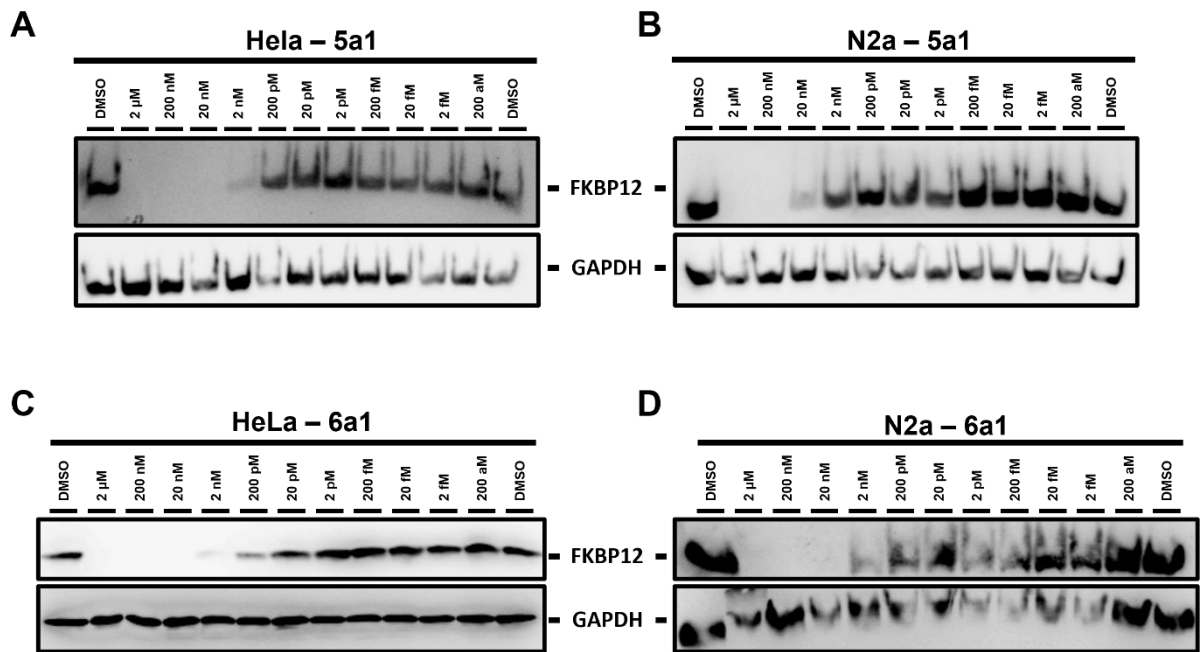 A
Hela – 5a1
DMSO 2 µM 200 nM 20 nM 2 nM 200 pM 20 pM 2 pM 200 fM 20 fM 2 fM 200 aM DMSO
B
N2a – 5a1
DMSO 2 µM 200 nM 20 nM 2 nM 200 pM 20 pM 2 pM 200 fM 20 fM 2 fM 200 aM DMSO
FKBP12
GAPDH
C
HeLa – 6a1
DMSO 2 µM 200 nM 20 nM 2 nM 200 pM 20 pM 2 pM 200 fM 20 fM 2 fM 200 aM DMSO
D
N2a – 6a1
DMSO 2 µM 200 nM 20 nM 2 nM 200 pM 20 pM 2 pM 200 fM 20 fM 2 fM 200 aM DMSO
FKBP12
GAPDH